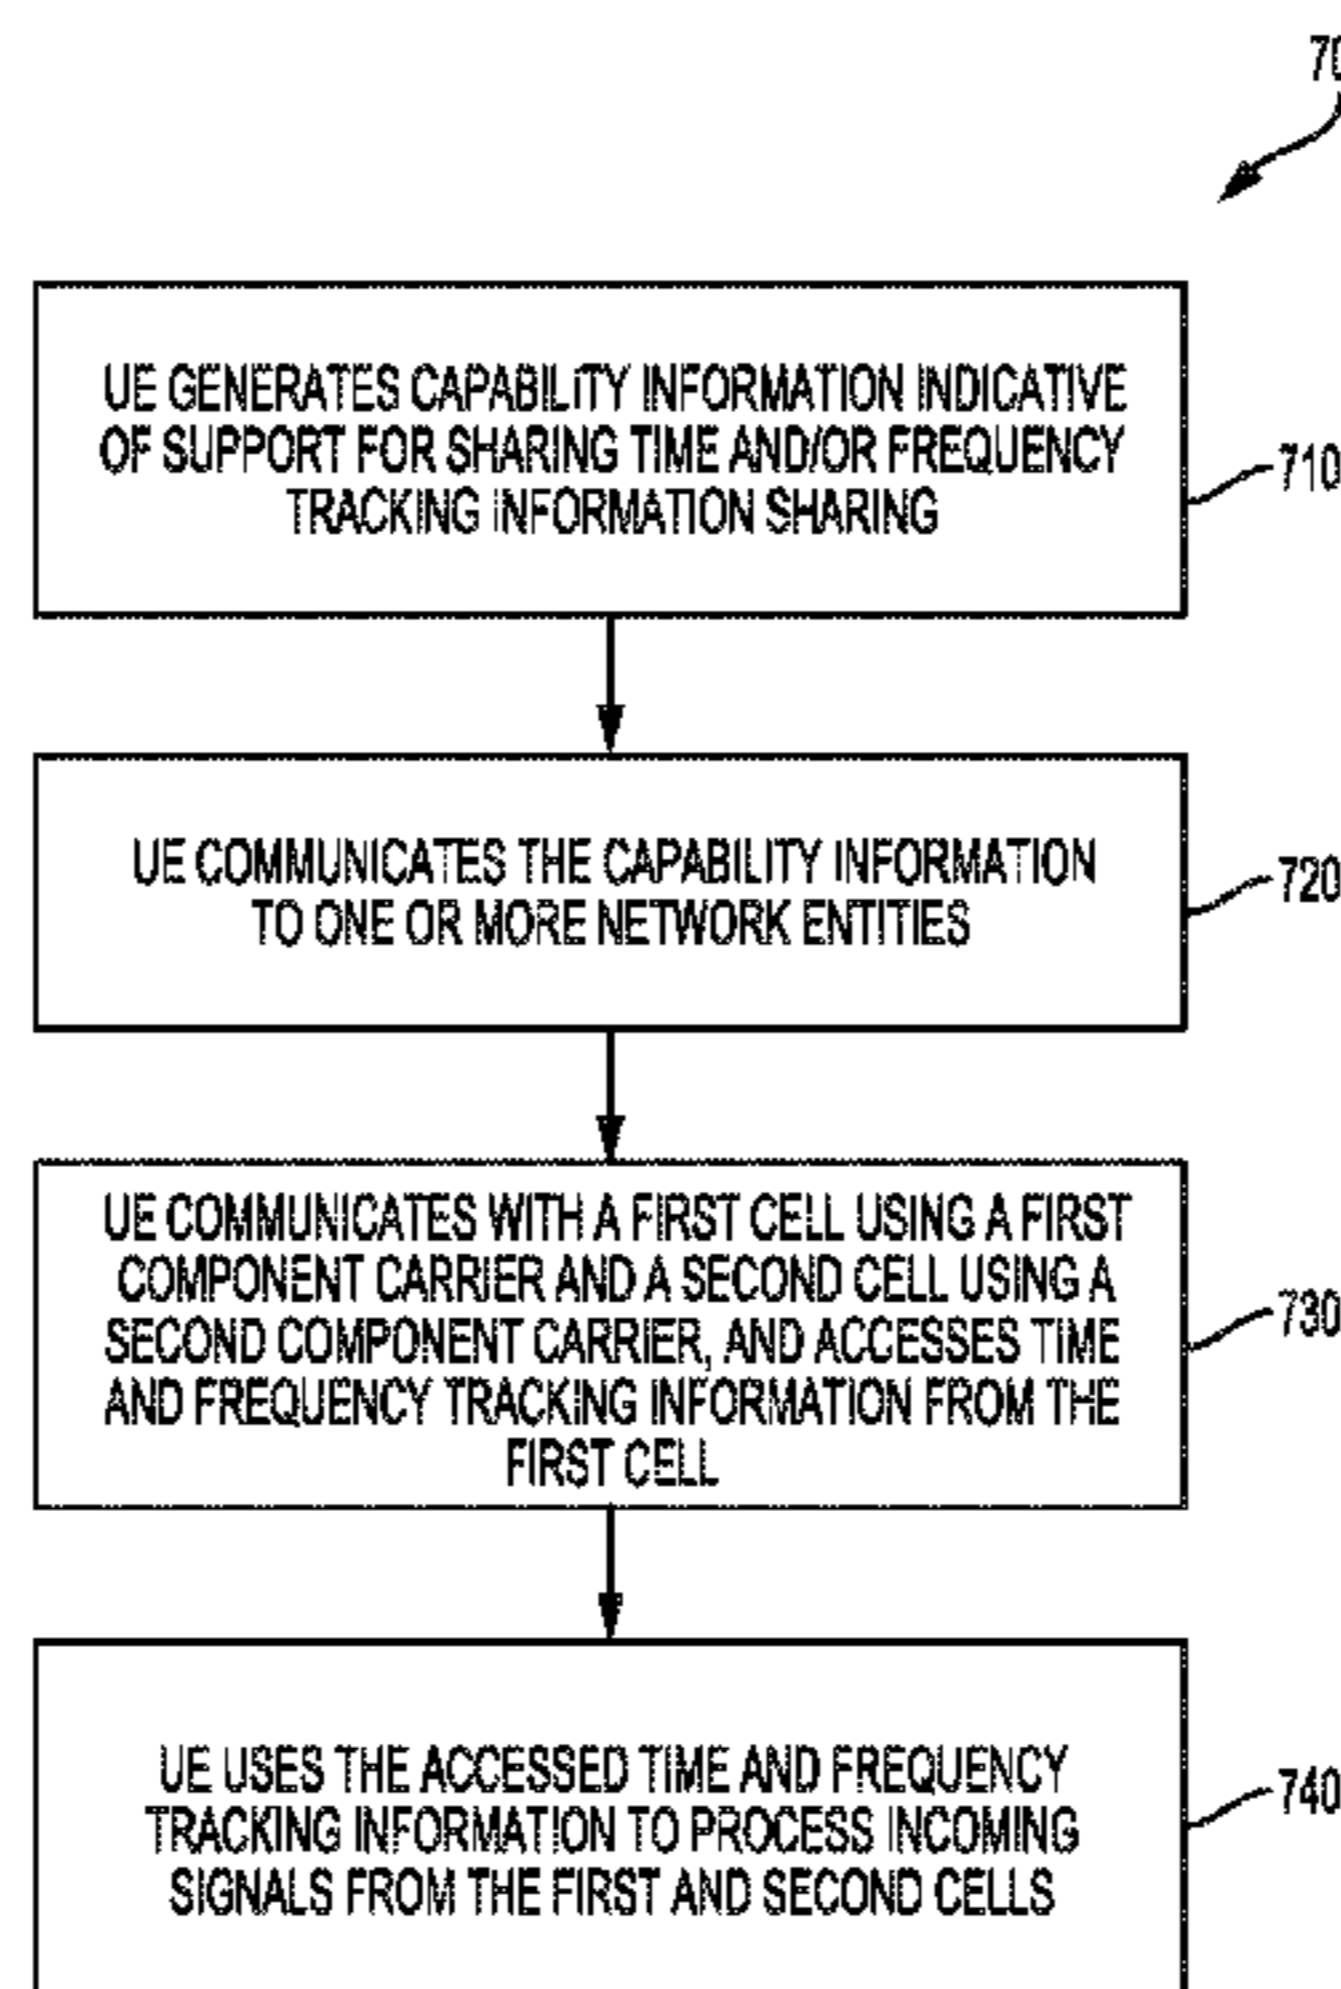 70
UE GENERATES CAPABILITY INFORMATION INDICATIVE
OF SUPPORT FOR SHARING TIME AND/OR FREQUENCY
TRACKING INFORMATION SHARING
710
UE COMMUNICATES THE CAPABILITY INFORMATION
TO ONE OR MORE NETWORK ENTITIES
720
UE COMMUNICATES WITH A FIRST CELL USING A FIRST
COMPONENT CARRIER AND A SECOND CELL USING A
SECOND COMPONENT CARRIER, AND ACCESSES TIME
AND FREQUENCY TRACKING INFORMATION FROM THE
FIRST CELL
730
UE USES THE ACCESSED TIME AND FREQUENCY
TRACKING INFORMATION TO PROCESS INCOMING
SIGNALS FROM THE FIRST AND SECOND CELLS
740